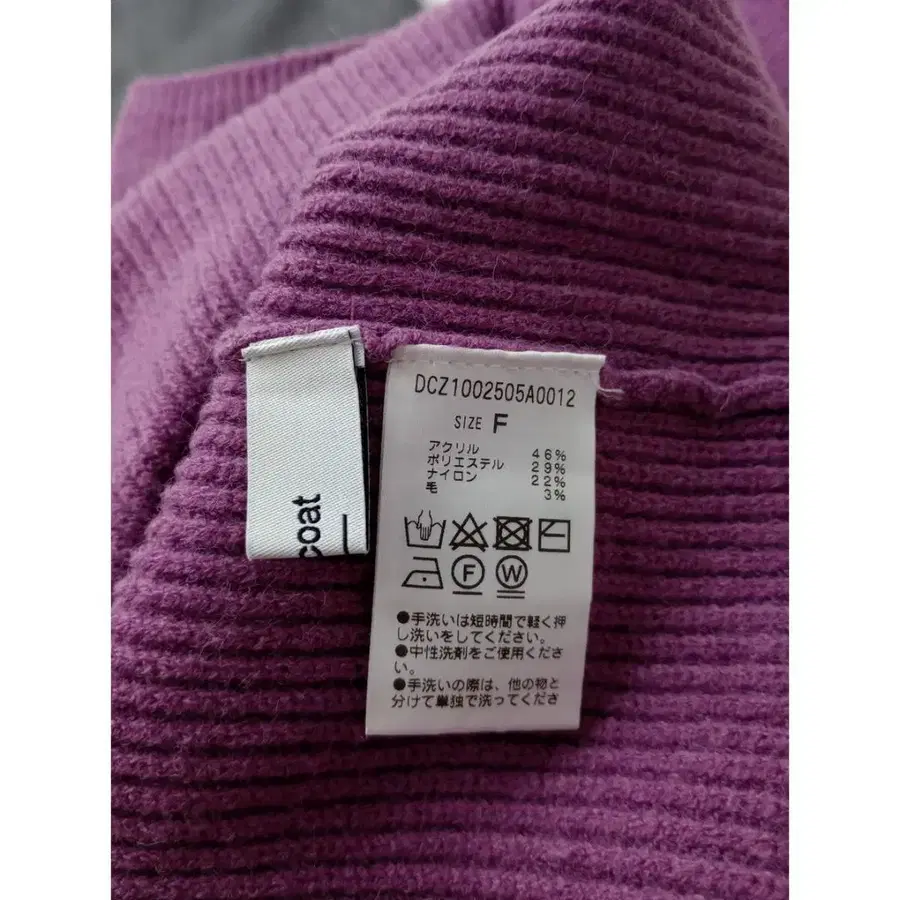 coat
DCZ1002505A0012
SIZE F
アクリル 46%
ポリエステル 29%
ナイロン 22%
毛 3%
F
W
●手洗いは短時間で軽く押
し洗いをしてください。
●中性洗剤をご使用くださ
い。
●手洗いの際は、他の物と
分けて単独で洗ってくださ